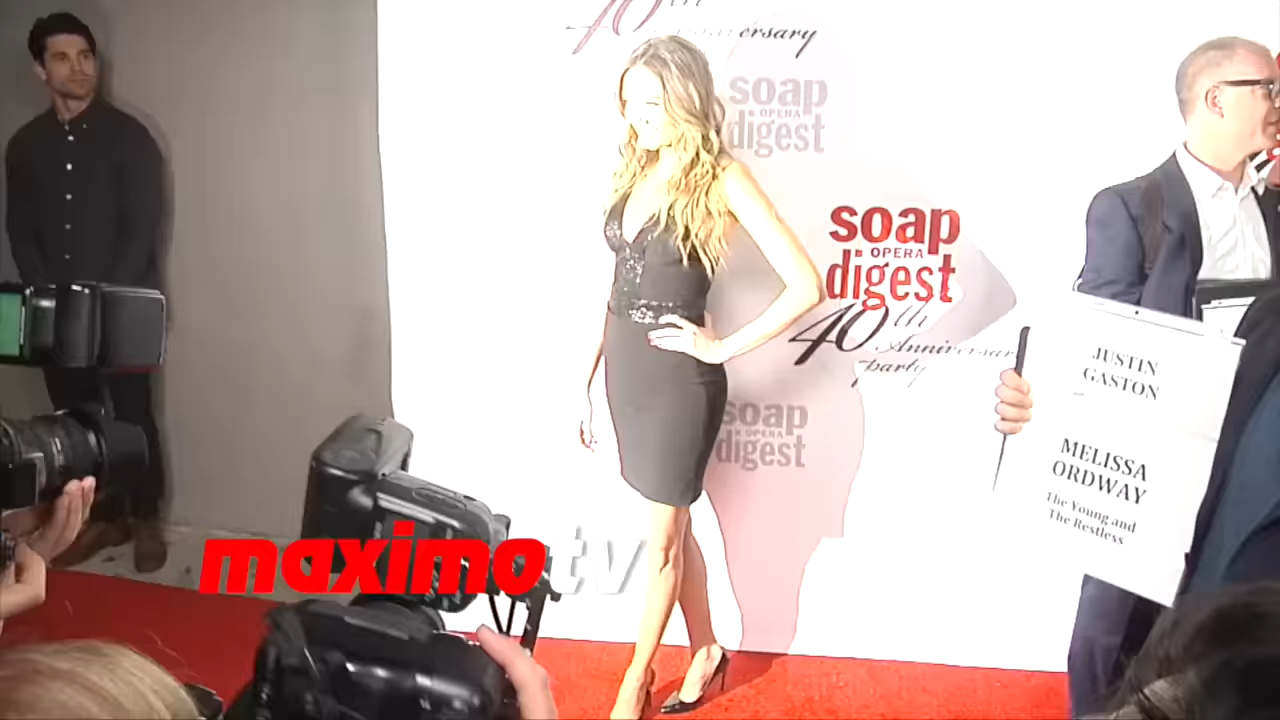 40th
Anniversary
soap
OPERA
digest
soap
OPERA
digest
40th
Anniversary
party
soap
OPERA
digest
JUSTIN
GASTON
MELISSA
ORDWAY
The Young and
The Restless
maximotv